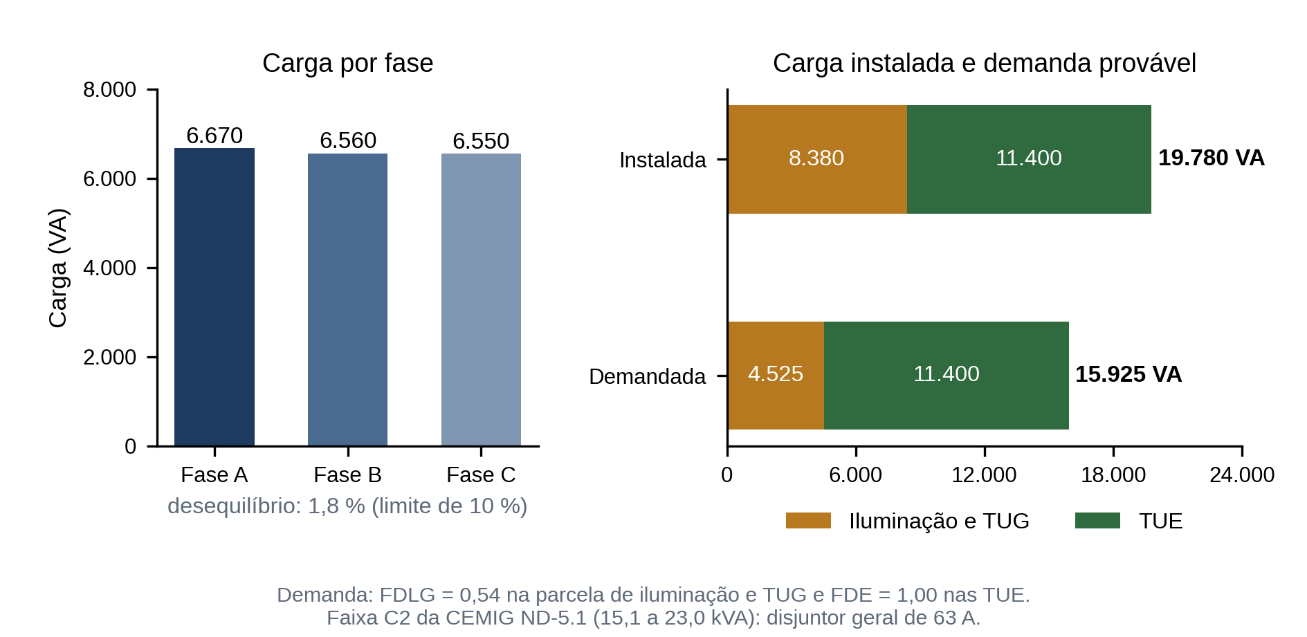 Carga por fase
8.000
6.000
4.000
2.000
0
Carga (VA)
6.670
6.560
6.550
Fase A
Fase B
Fase C
desequilíbrio: 1,8 % (limite de 10 %)
Carga instalada e demanda provável
Instalada
8.380
11.400
19.780 VA
Demandada
4.525
11.400
15.925 VA
0
6.000
12.000
18.000
24.000
Iluminação e TUG
TUE
Demanda: FDLG = 0,54 na parcela de iluminação e TUG e FDE = 1,00 nas TUE.
Faixa C2 da CEMIG ND-5.1 (15,1 a 23,0 kVA): disjuntor geral de 63 A.